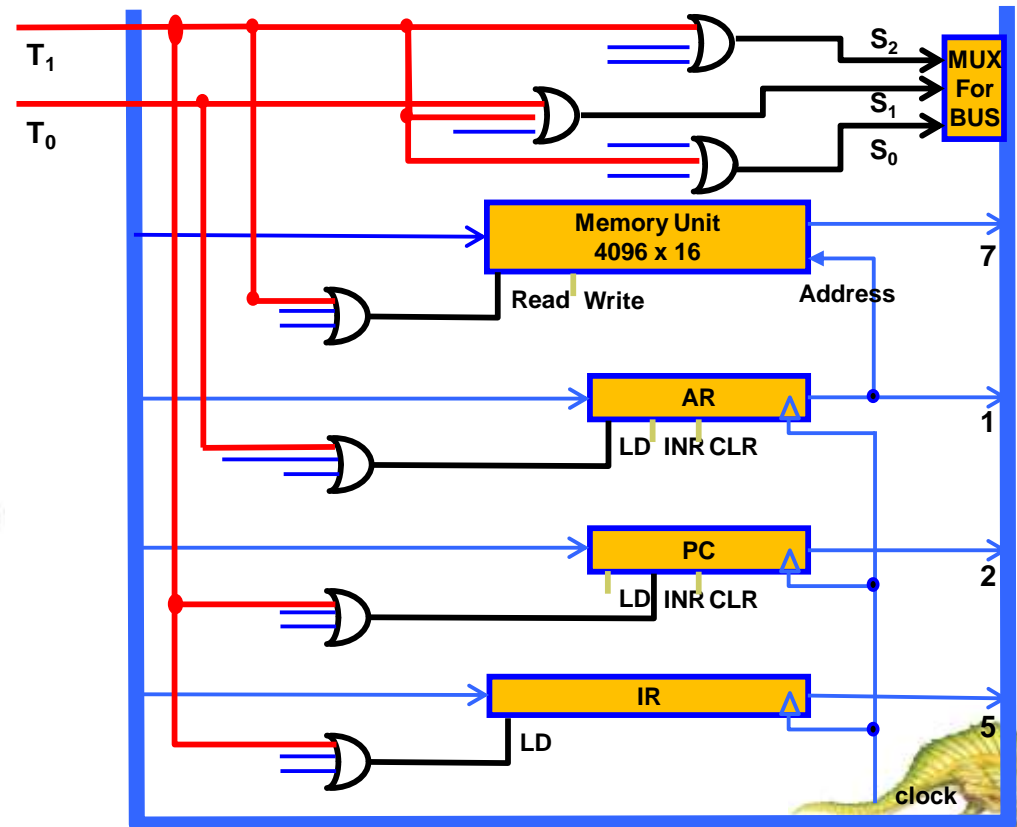 T1
T0
S2
S1
S0
MUX
For
BUS
Memory Unit
4096 x 16
7
Read Write
Address
AR
1
LD INR CLR
PC
2
LD INR CLR
IR
5
LD
clock